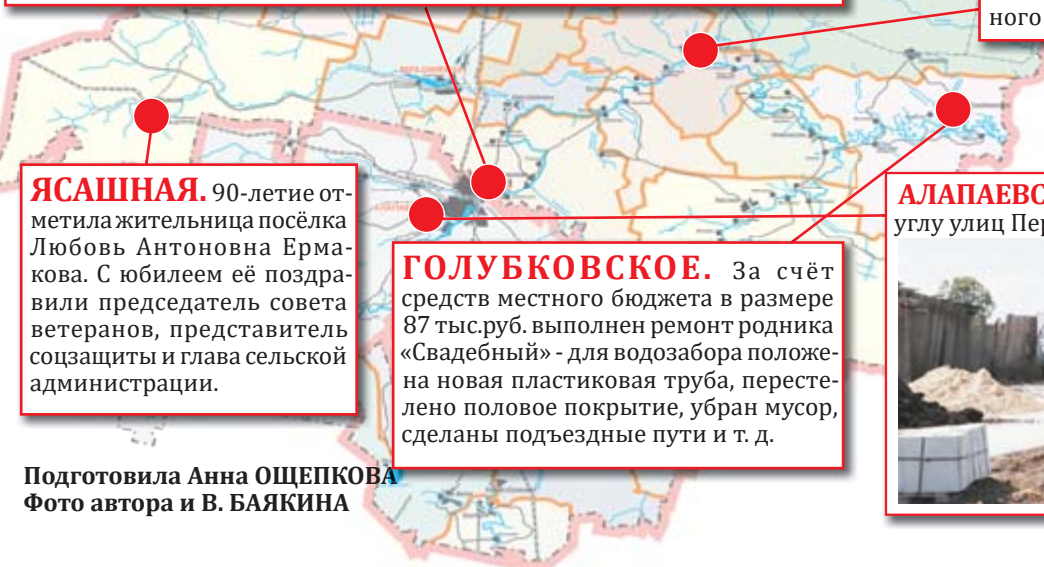 ного
ЯСАШНАЯ. 90-летие от-
метила жительница посёлка
Любовь Антоновна Ерма-
кова. С юбилеем её поздра-
вили председатель совета
ветеранов, представитель
соцзащиты и глава сельской
администрации.
ГОЛУБКОВСКОЕ. За счёт
средств местного бюджета в размере
87 тыс.руб. выполнен ремонт родника
«Свадебный» - для водозабора положе-
на новая пластиковая труба, пересте-
лено половое покрытие, убран мусор,
сделаны подъездные пути и т. д.
АЛАПАЕВС
углу улиц Пер
Подготовила Анна ОЩЕПКОВА
Фото автора и В. БАЯКИНА